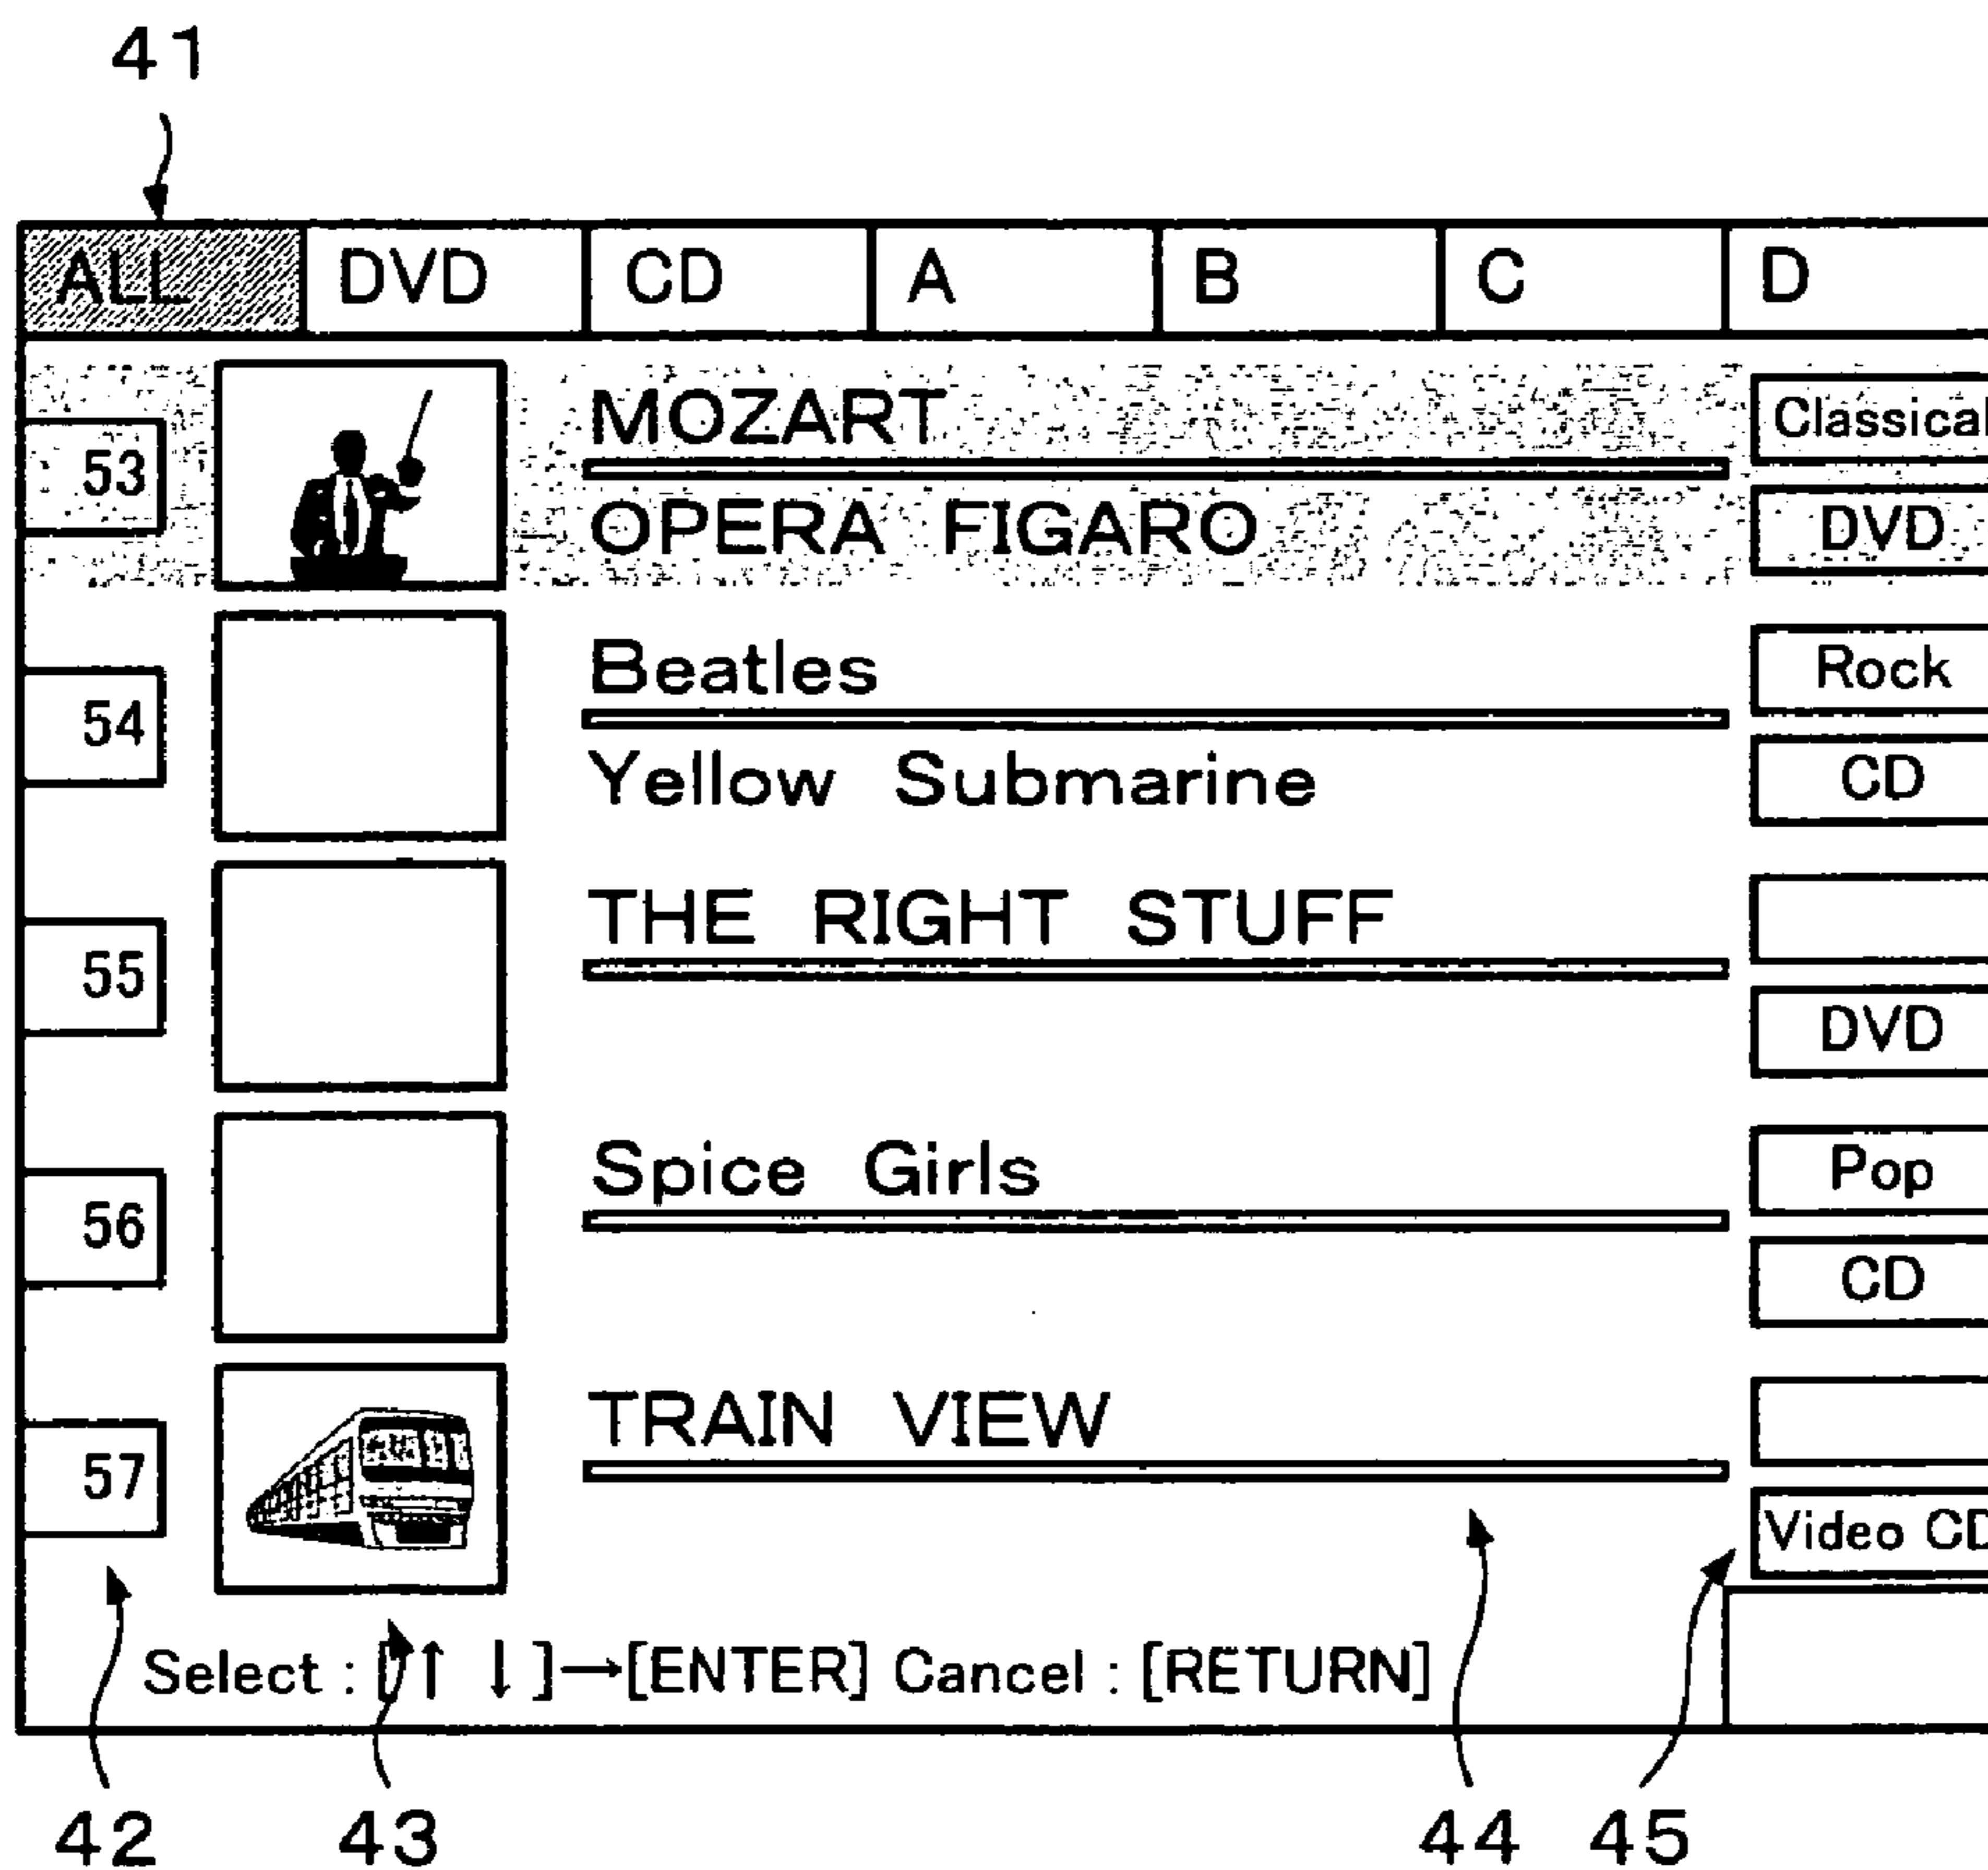 41
ALL DVD CD A B C D
MOZART Classical
53
OPERA FIGARO DVD
Beatles Rock
54
Yellow Submarine CD
THE RIGHT STUFF
55
DVD
Spice Girls Pop
56
CD
TRAIN VIEW
57
Video CD
Select : [↑ ↓]→[ENTER] Cancel : [RETURN]
42 43 44 45